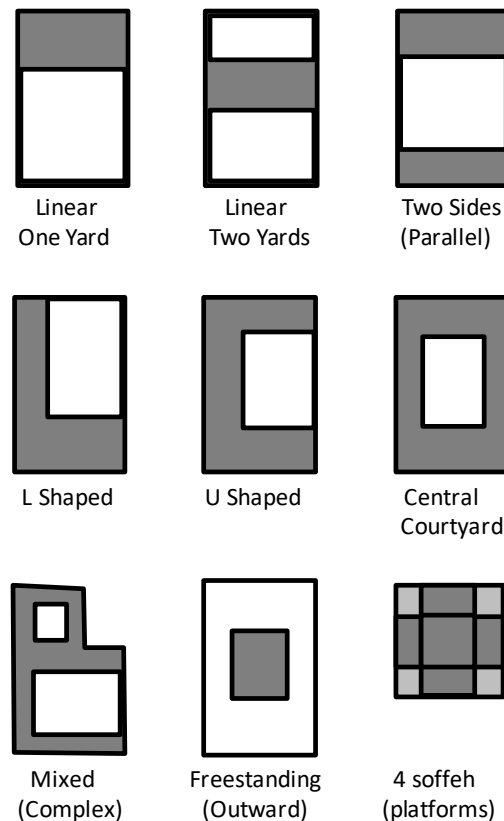 Linear
One Yard
Linear
Two Yards
Two Sides
(Parallel)
L Shaped
U Shaped
Central
Courtyard
Mixed
(Complex)
Freestanding
(Outward)
4 soffeh
(platforms)